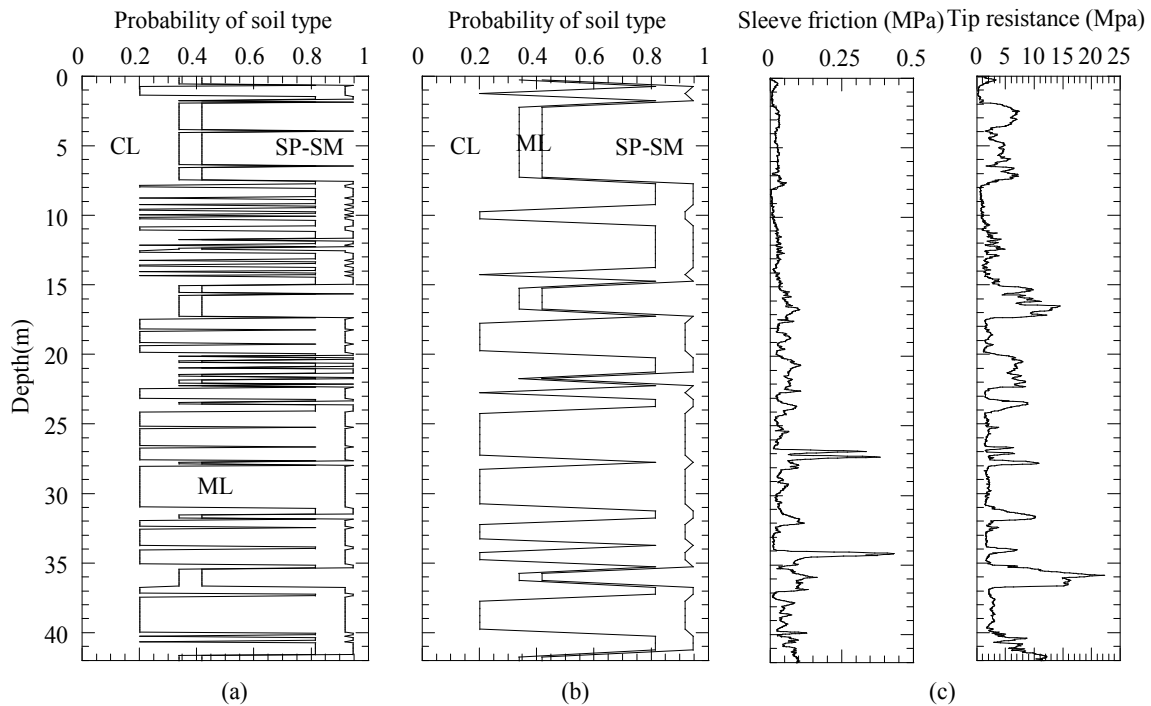 Probability of soil type
Probability of soil type
Sleeve friction (MPa)
Tip resistance (Mpa)
0 0.2 0.4 0.6 0.8 1
0 0.2 0.4 0.6 0.8 1
0 0.25 0.5
0 5 10 15 20 25
Depth(m)
0
5
10
15
20
25
30
35
40
CL
SP-SM
ML
CL
ML
SP-SM
(a)
(b)
(c)